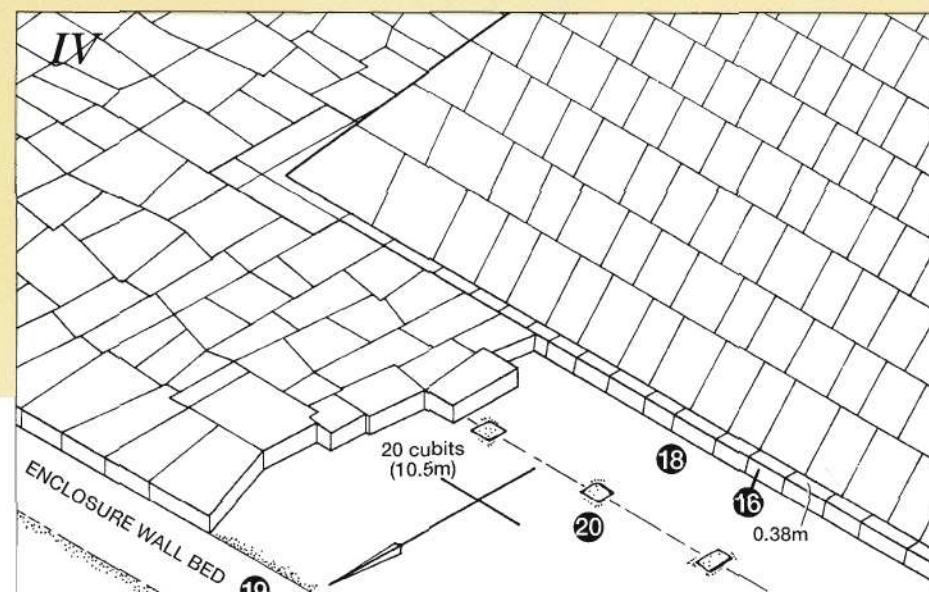 IV
20 cubits
(10.5m)
18
16
0.38m
20
ENCLOSURE WALL BED 19